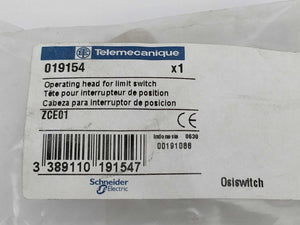 Telemecanique
019154 x1
Operating head for limit switch
Tête pour interrupteur de position
Cabeza para interruptor de posicion
ZCE01
CE
Indonesia 0630
00191086
3 389110 191547
Schneider Electric
Osiswitch